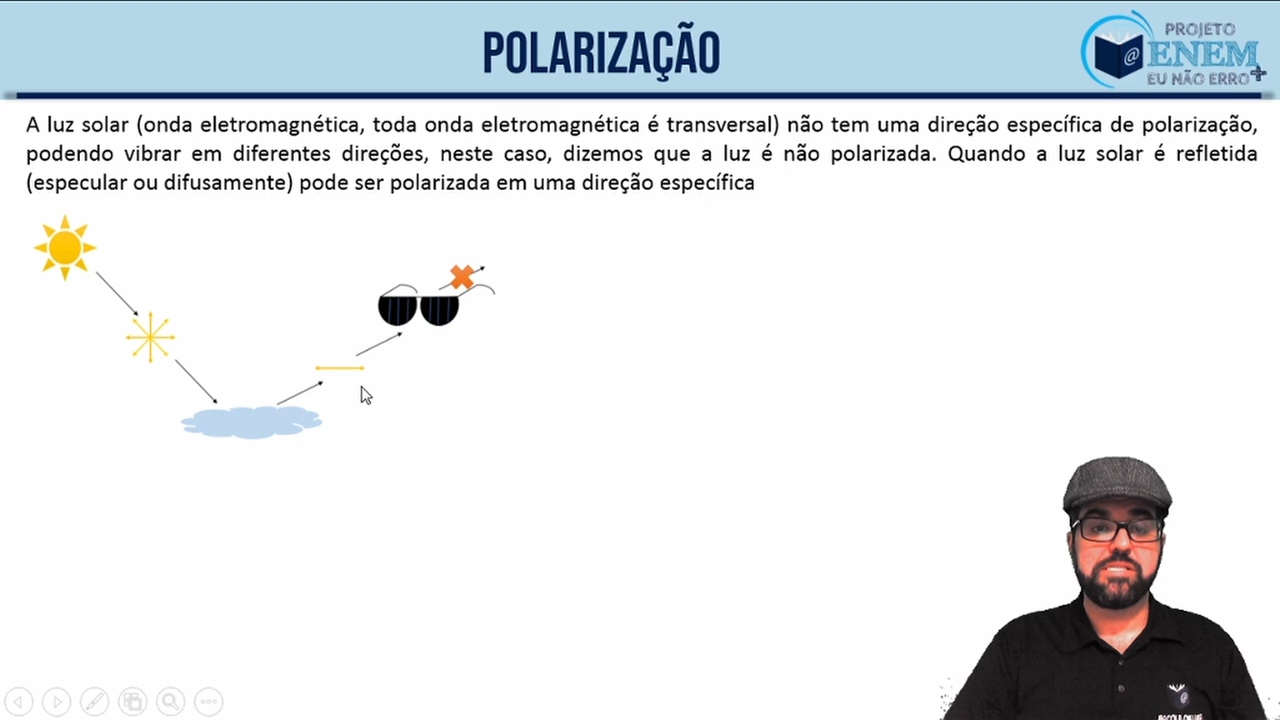 POLARIZAÇÃO
PROJETO
@ ENEM+
EU NÃO ERRO
A luz solar (onda eletromagnética, toda onda eletromagnética é transversal) não tem uma direção específica de polarização,
podendo vibrar em diferentes direções, neste caso, dizemos que a luz é não polarizada. Quando a luz solar é refletida
(especular ou difusamente) pode ser polarizada em uma direção específica